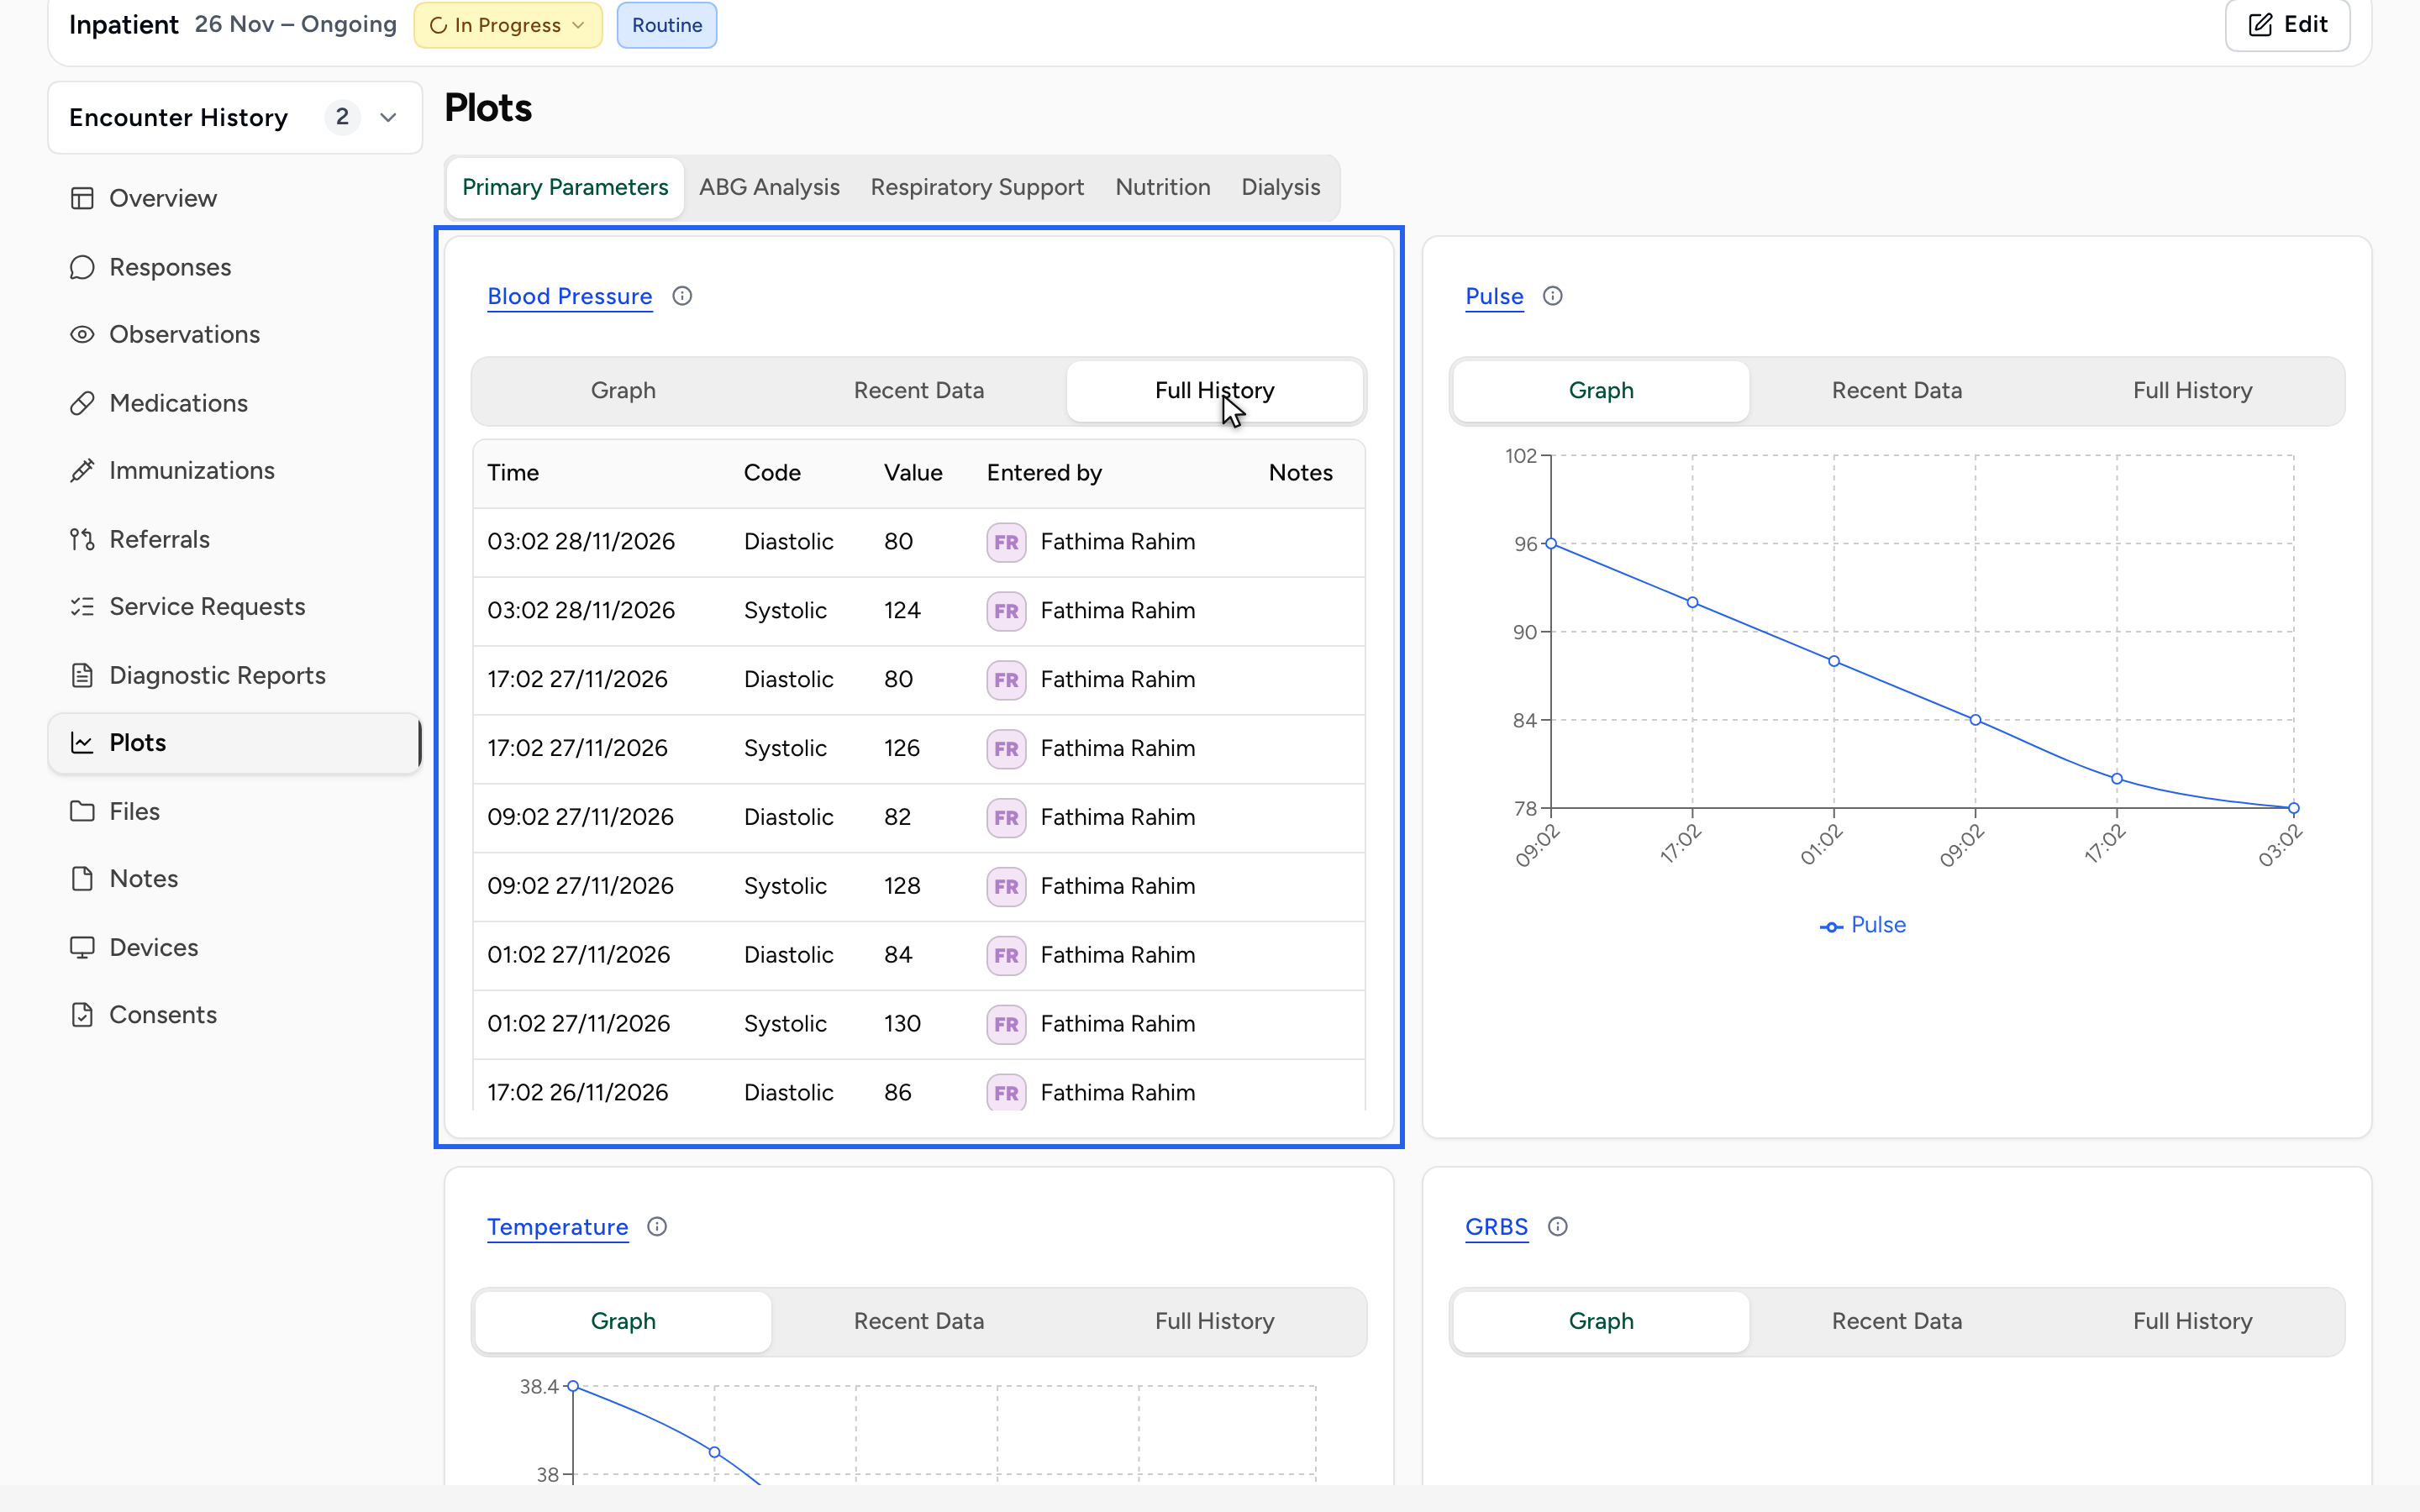 Inpatient 26 Nov – Ongoing In Progress Routine Edit
Encounter History 2
Overview
Responses
Observations
Medications
Immunizations
Referrals
Service Requests
Diagnostic Reports
Plots
Files
Notes
Devices
Consents
Plots
Primary Parameters ABG Analysis Respiratory Support Nutrition Dialysis
Blood Pressure
Graph Recent Data Full History
Time Code Value Entered by Notes
03:02 28/11/2026 Diastolic 80 FR Fathima Rahim
03:02 28/11/2026 Systolic 124 FR Fathima Rahim
17:02 27/11/2026 Diastolic 80 FR Fathima Rahim
17:02 27/11/2026 Systolic 126 FR Fathima Rahim
09:02 27/11/2026 Diastolic 82 FR Fathima Rahim
09:02 27/11/2026 Systolic 128 FR Fathima Rahim
01:02 27/11/2026 Diastolic 84 FR Fathima Rahim
01:02 27/11/2026 Systolic 130 FR Fathima Rahim
17:02 26/11/2026 Diastolic 86 FR Fathima Rahim
Pulse
Graph Recent Data Full History
102
96
90
84
78
09:02 17:02 01:02 09:02 17:02 03:02
Pulse
Temperature
Graph Recent Data Full History
38.4
38
GRBS
Graph Recent Data Full History